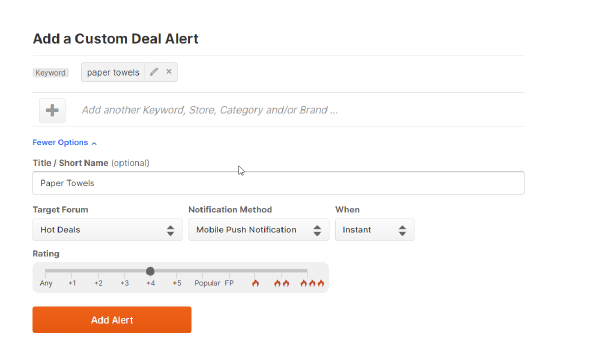 Add a Custom Deal Alert
Keyword paper towels ×
Add another Keyword, Store, Category and/or Brand ...
Fewer Options
Title / Short Name (optional)
Paper Towels
Target Forum Notification Method When
Hot Deals Mobile Push Notification Instant
Rating
Any +1 +2 +3 +4 +5 Popular FP
Add Alert